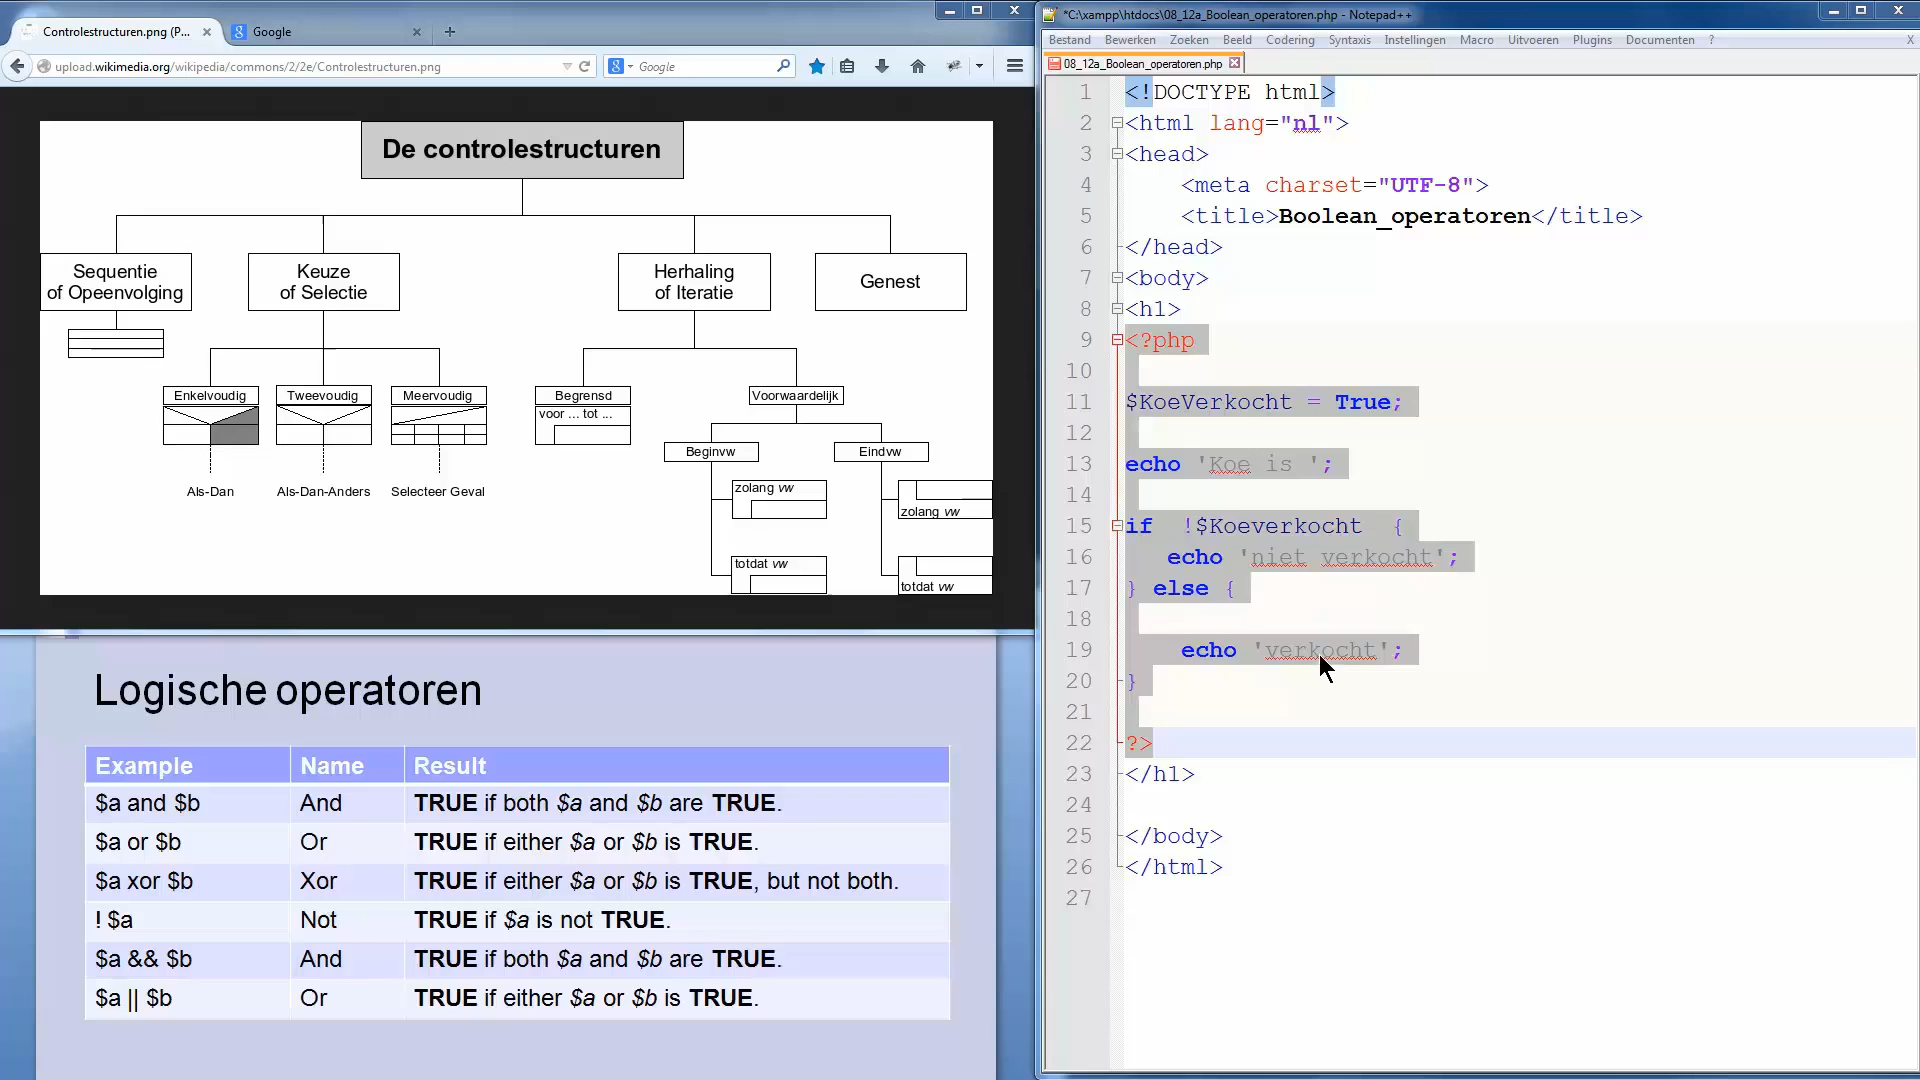 Controlestructuren.png (P...
Google
upload.wikimedia.org/wikipedia/commons/2/2e/Controlestructuren.png
Google
De controlestructuren
Sequentie
of Opeenvolging
Keuze
of Selectie
Herhaling
of Iteratie
Genest
Enkelvoudig
Tweevoudig
Meervoudig
Begrensd
Voorwaardelijk
voor ... tot ...
Beginvw
Eindvw
Als-Dan
Als-Dan-Anders
Selecteer Geval
zolang vw
zolang vw
totdat vw
totdat vw
Logische operatoren
Example Name Result
$a and $b And TRUE if both $a and $b are TRUE.
$a or $b Or TRUE if either $a or $b is TRUE.
$a xor $b Xor TRUE if either $a or $b is TRUE, but not both.
! $a Not TRUE if $a is not TRUE.
$a && $b And TRUE if both $a and $b are TRUE.
$a || $b Or TRUE if either $a or $b is TRUE.
*C:\xampp\htdocs\08_12a_Boolean_operatoren.php - Notepad++
Bestand Bewerken Zoeken Beeld Codering Syntaxis Instellingen Macro Uitvoeren Plugins Documenten ? X
08_12a_Boolean_operatoren.php
1 <!DOCTYPE html>
2 <html lang="nl">
3 <head>
4 <meta charset="UTF-8">
5 <title>Boolean_operatoren</title>
6 </head>
7 <body>
8 <h1>
9 <?php
10
11 $KoeVerkocht = True;
12
13 echo 'Koe is ';
14
15 if !$Koeverkocht {
16 echo 'niet verkocht';
17 } else {
18
19 echo 'verkocht';
20 }
21
22 ?>
23 </h1>
24
25 </body>
26 </html>
27